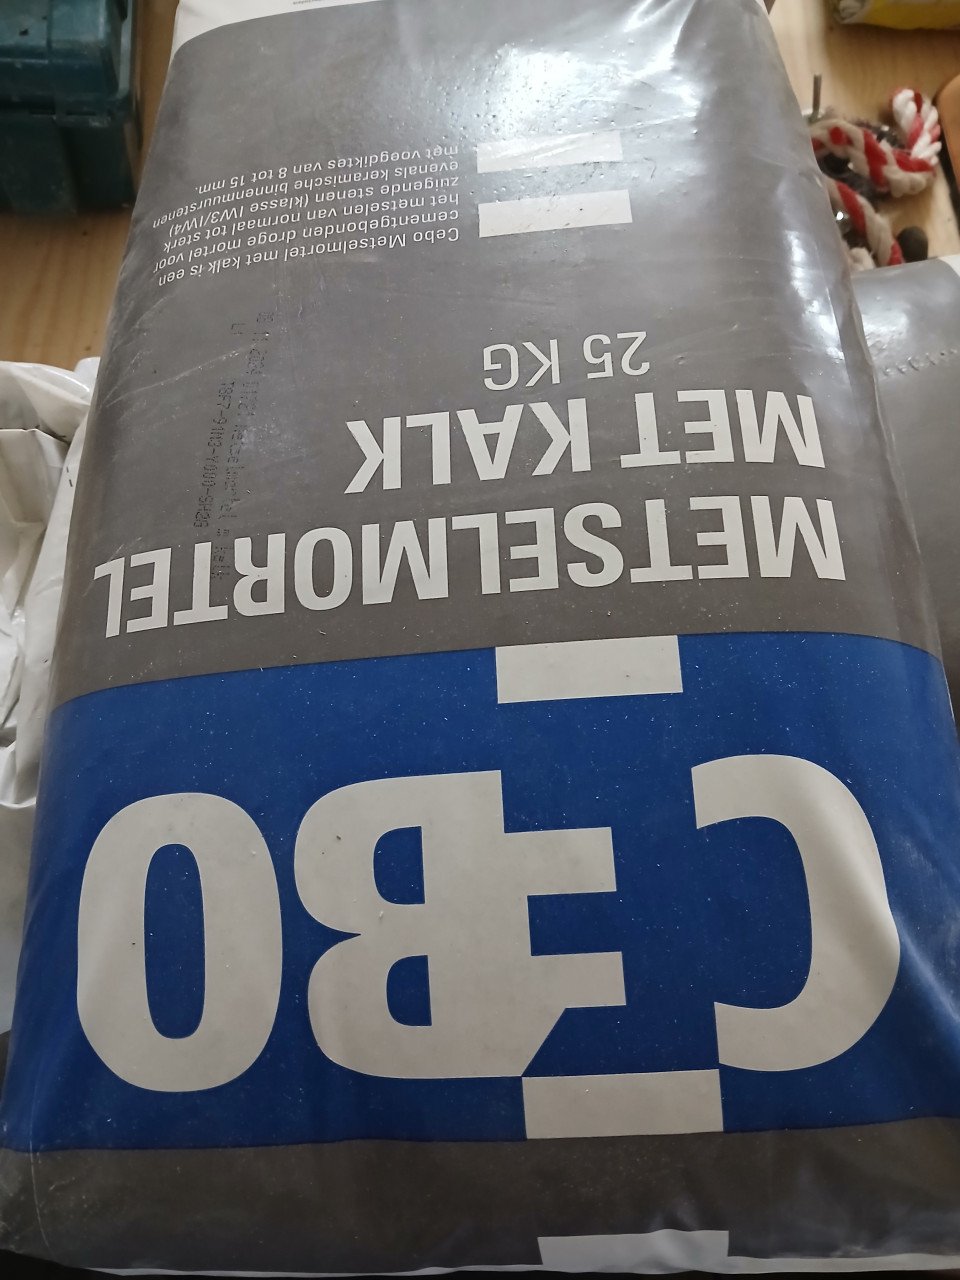 CEBO
METSELMORTEL
MET KALK
25 KG
Cebo Metselmortel met kalk is een
cementgebonden droge mortel voor
het metselen van normaal tot sterk
zuigende stenen (klasse IW3/IW4)
evenals keramische binnenmuurstenen
met voegdiktes van 8 tot 15 mm.